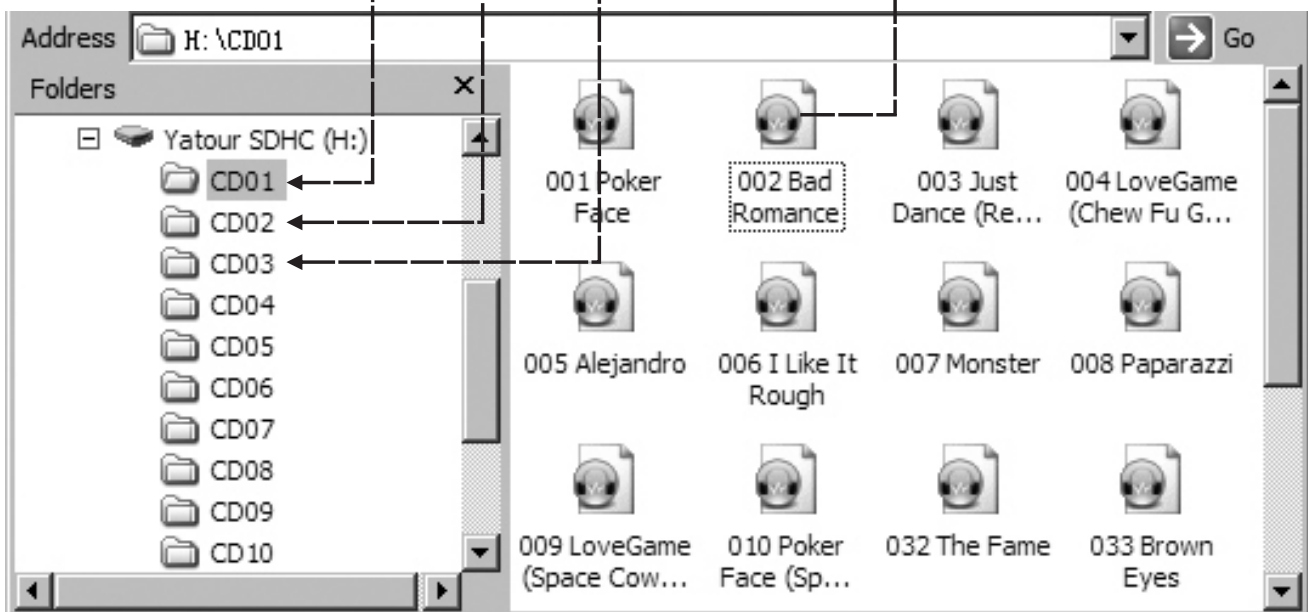 Address H:\CD01 Go
Folders ×
Yatour SDHC (H:)
CD01
CD02
CD03
CD04
CD05
CD06
CD07
CD08
CD09
CD10
001 Poker
Face
002 Bad
Romance
003 Just
Dance (Re...
004 LoveGame
(Chew Fu G...
005 Alejandro
006 I Like It
Rough
007 Monster
008 Paparazzi
009 LoveGame
(Space Cow...
010 Poker
Face (Sp...
032 The Fame
033 Brown
Eyes